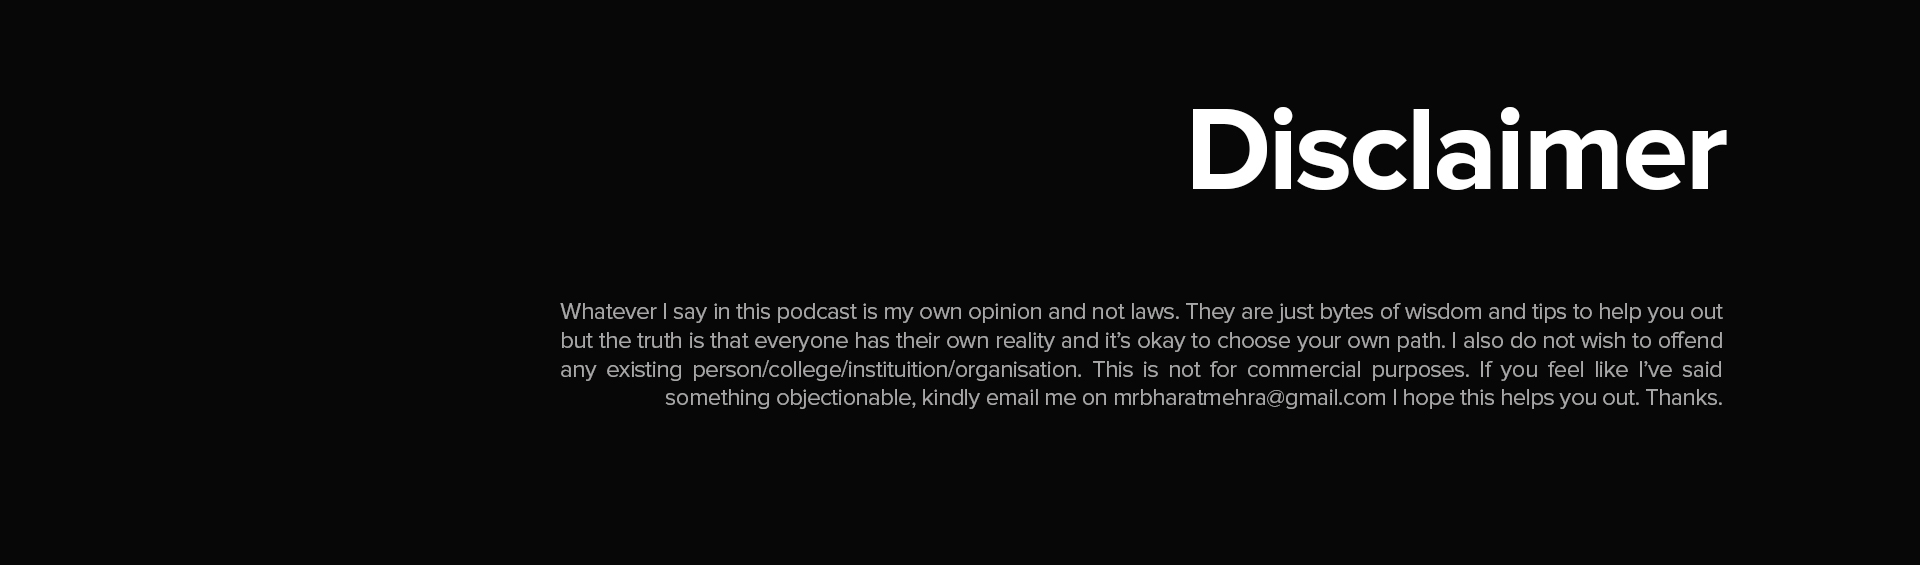 Disclaimer
Whatever I say in this podcast is my own opinion and not laws. They are just bytes of wisdom and tips to help you out
but the truth is that everyone has their own reality and it’s okay to choose your own path. I also do not wish to offend
any existing person/college/instituition/organisation. This is not for commercial purposes. If you feel like I’ve said
something objectionable, kindly email me on mrbharatmehra@gmail.com I hope this helps you out. Thanks.